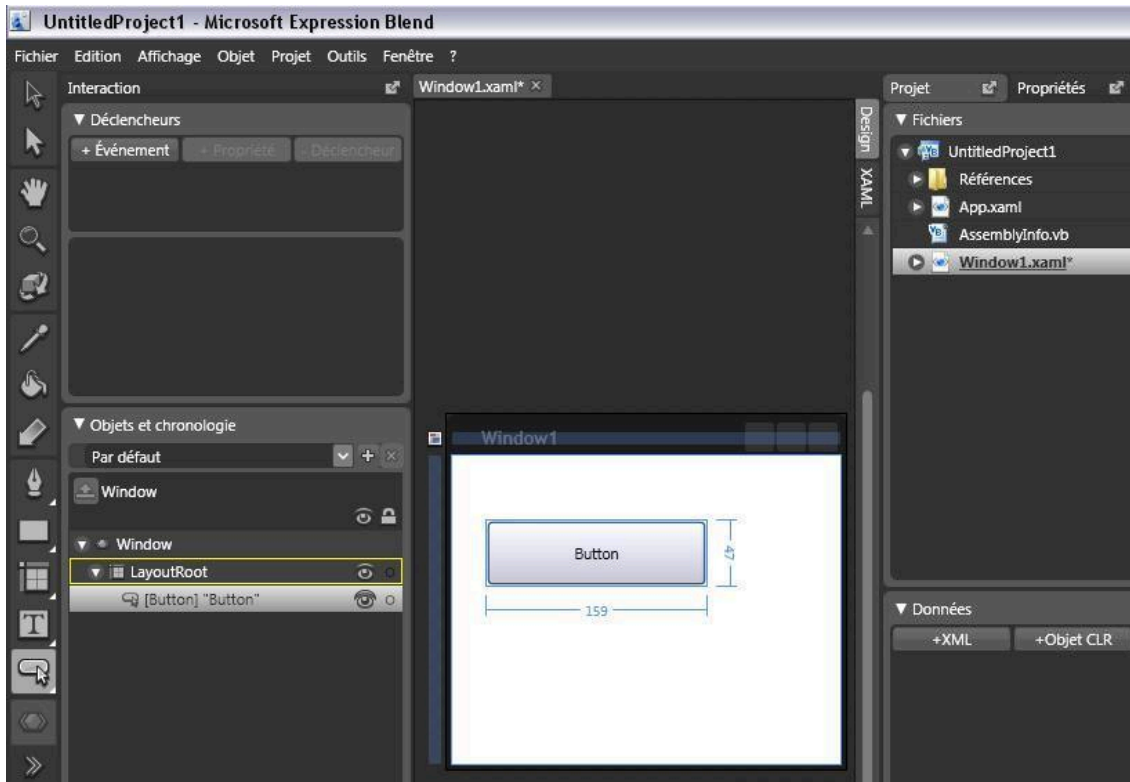 UntitledProject1 - Microsoft Expression Blend
Fichier Edition Affichage Objet Projet Outils Fenêtre ?
Interaction
Déclencheurs
+ Événement + Propriété - Déclencheur
Objets et chronologie
Par défaut
Window
Window
LayoutRoot
[Button] "Button"
T
Window1.xaml* ×
Design
XAML
Window1
Button
47
159
Projet Propriétés
Fichiers
UntitledProject1
Références
App.xaml
AssemblyInfo.vb
Window1.xaml*
Données
+XML +Objet CLR